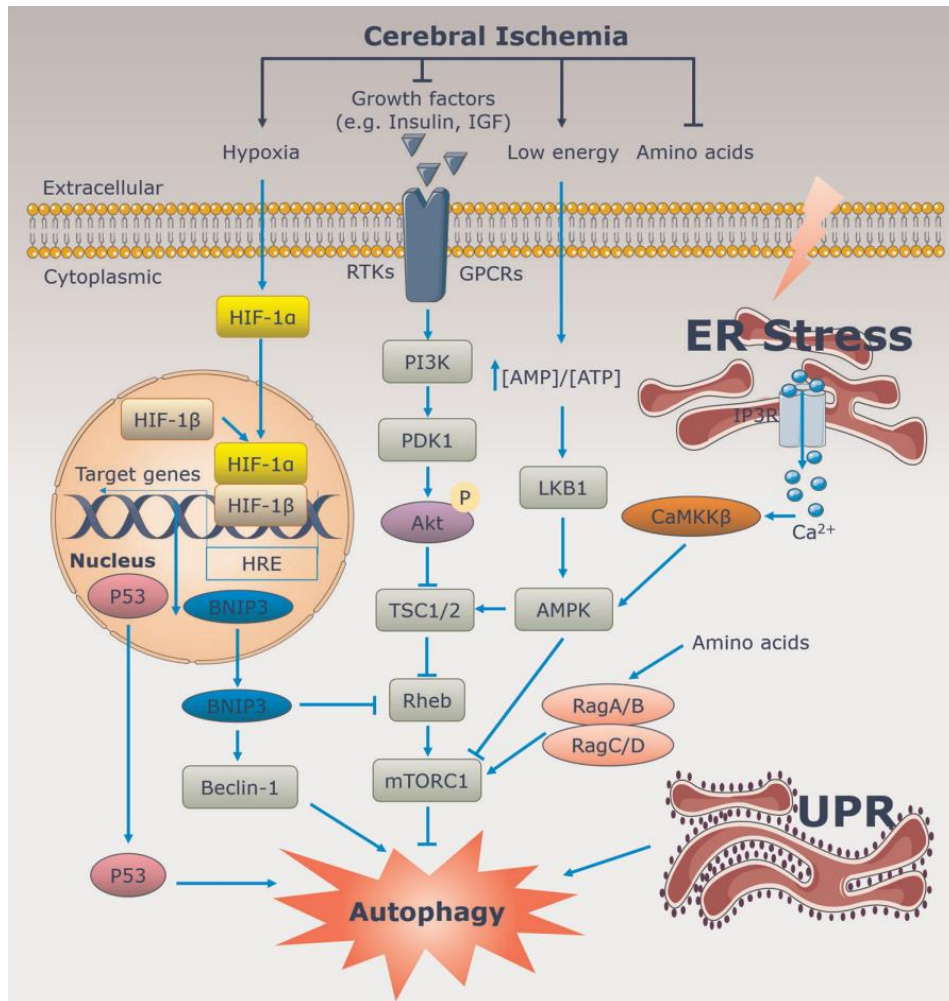 Cerebral Ischemia
Growth factors
(e.g. Insulin, IGF)
Hypoxia
Low energy
Amino acids
Extracellular
Cytoplasmic
RTKs
GPCRs
HIF-1α
ER Stress
PI3K
[AMP]/[ATP]
IP3R
HIF-1β
PDK1
HIF-1α
Target genes
LKB1
HIF-1β
P
Akt
CaMKKβ
Ca²⁺
Nucleus
HRE
P53
BNIP3
TSC1/2
AMPK
Amino acids
BNIP3
Rheb
RagA/B
RagC/D
Beclin-1
mTORC1
UPR
P53
Autophagy